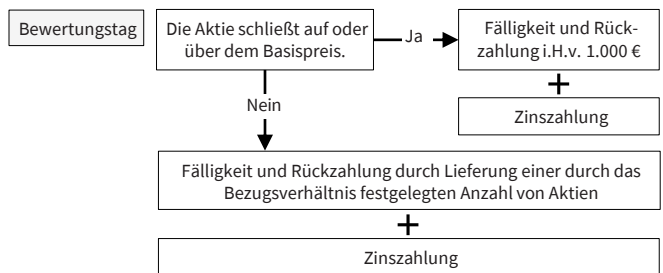 Bewertungstag
Die Aktie schließt auf oder
über dem Basispreis.
Ja
Fälligkeit und Rück-
zahlung i.H.v. 1.000 €
+
Zinszahlung
Nein
Fälligkeit und Rückzahlung durch Lieferung einer durch das
Bezugsverhältnis festgelegten Anzahl von Aktien
+
Zinszahlung